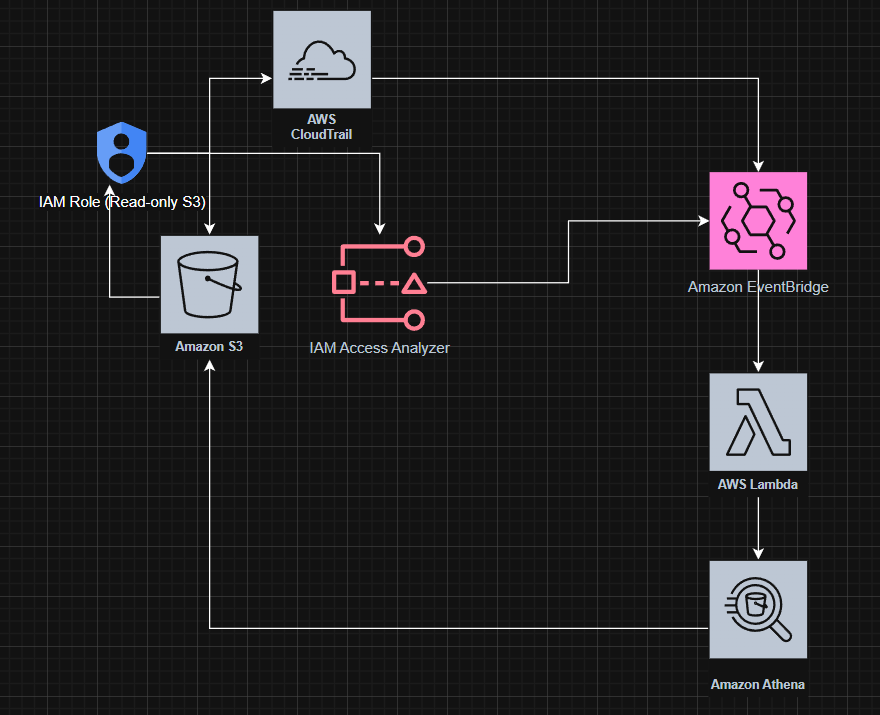 AWS
CloudTrail
IAM Role (Read-only S3)
Amazon EventBridge
Amazon S3
IAM Access Analyzer
AWS Lambda
Amazon Athena